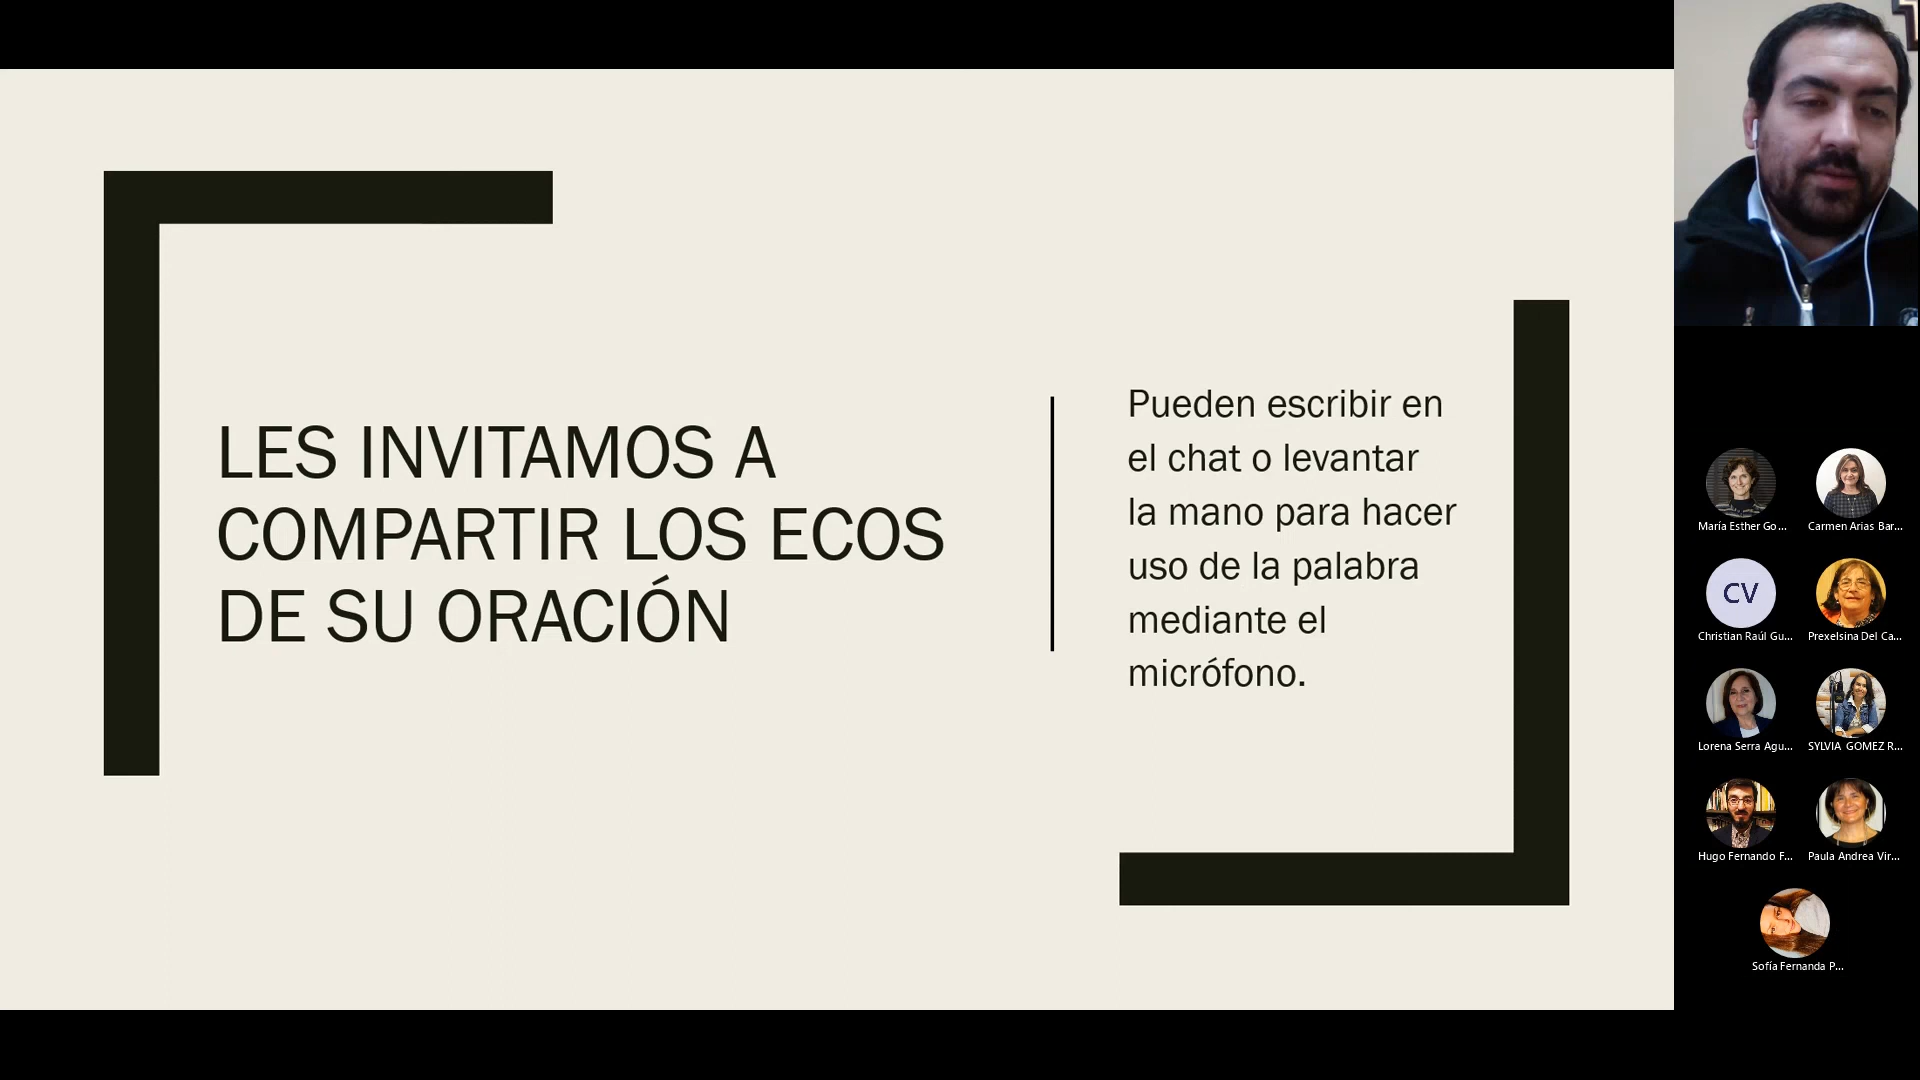 LES INVITAMOS A
COMPARTIR LOS ECOS
DE SU ORACIÓN
Pueden escribir en
el chat o levantar
la mano para hacer
uso de la palabra
mediante el
micrófono.
María Esther Go...
Carmen Arias Bar...
CV
Christian Raúl Gu...
Prexelsina Del Ca...
Lorena Serra Agu...
SYLVIA GOMEZ R...
Hugo Fernando F...
Paula Andrea Vir...
Sofía Fernanda P...